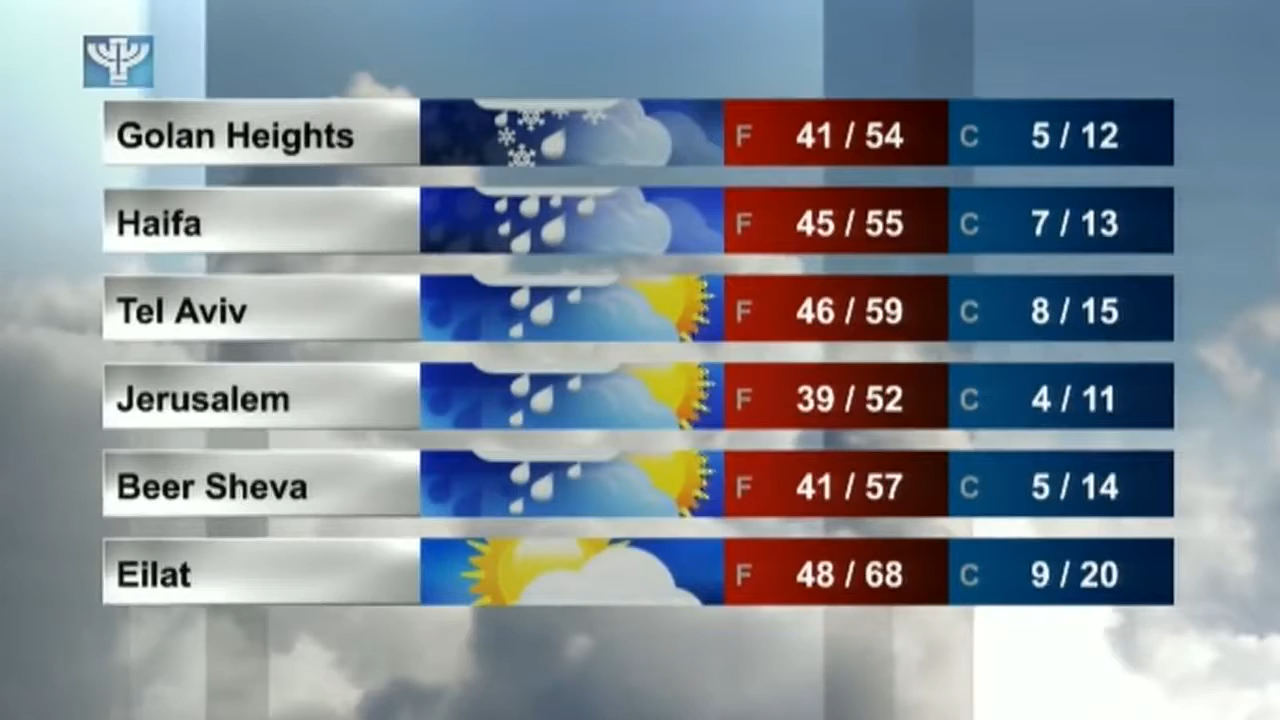 Golan Heights F 41 / 54 C 5 / 12
Haifa F 45 / 55 C 7 / 13
Tel Aviv F 46 / 59 C 8 / 15
Jerusalem F 39 / 52 C 4 / 11
Beer Sheva F 41 / 57 C 5 / 14
Eilat F 48 / 68 C 9 / 20